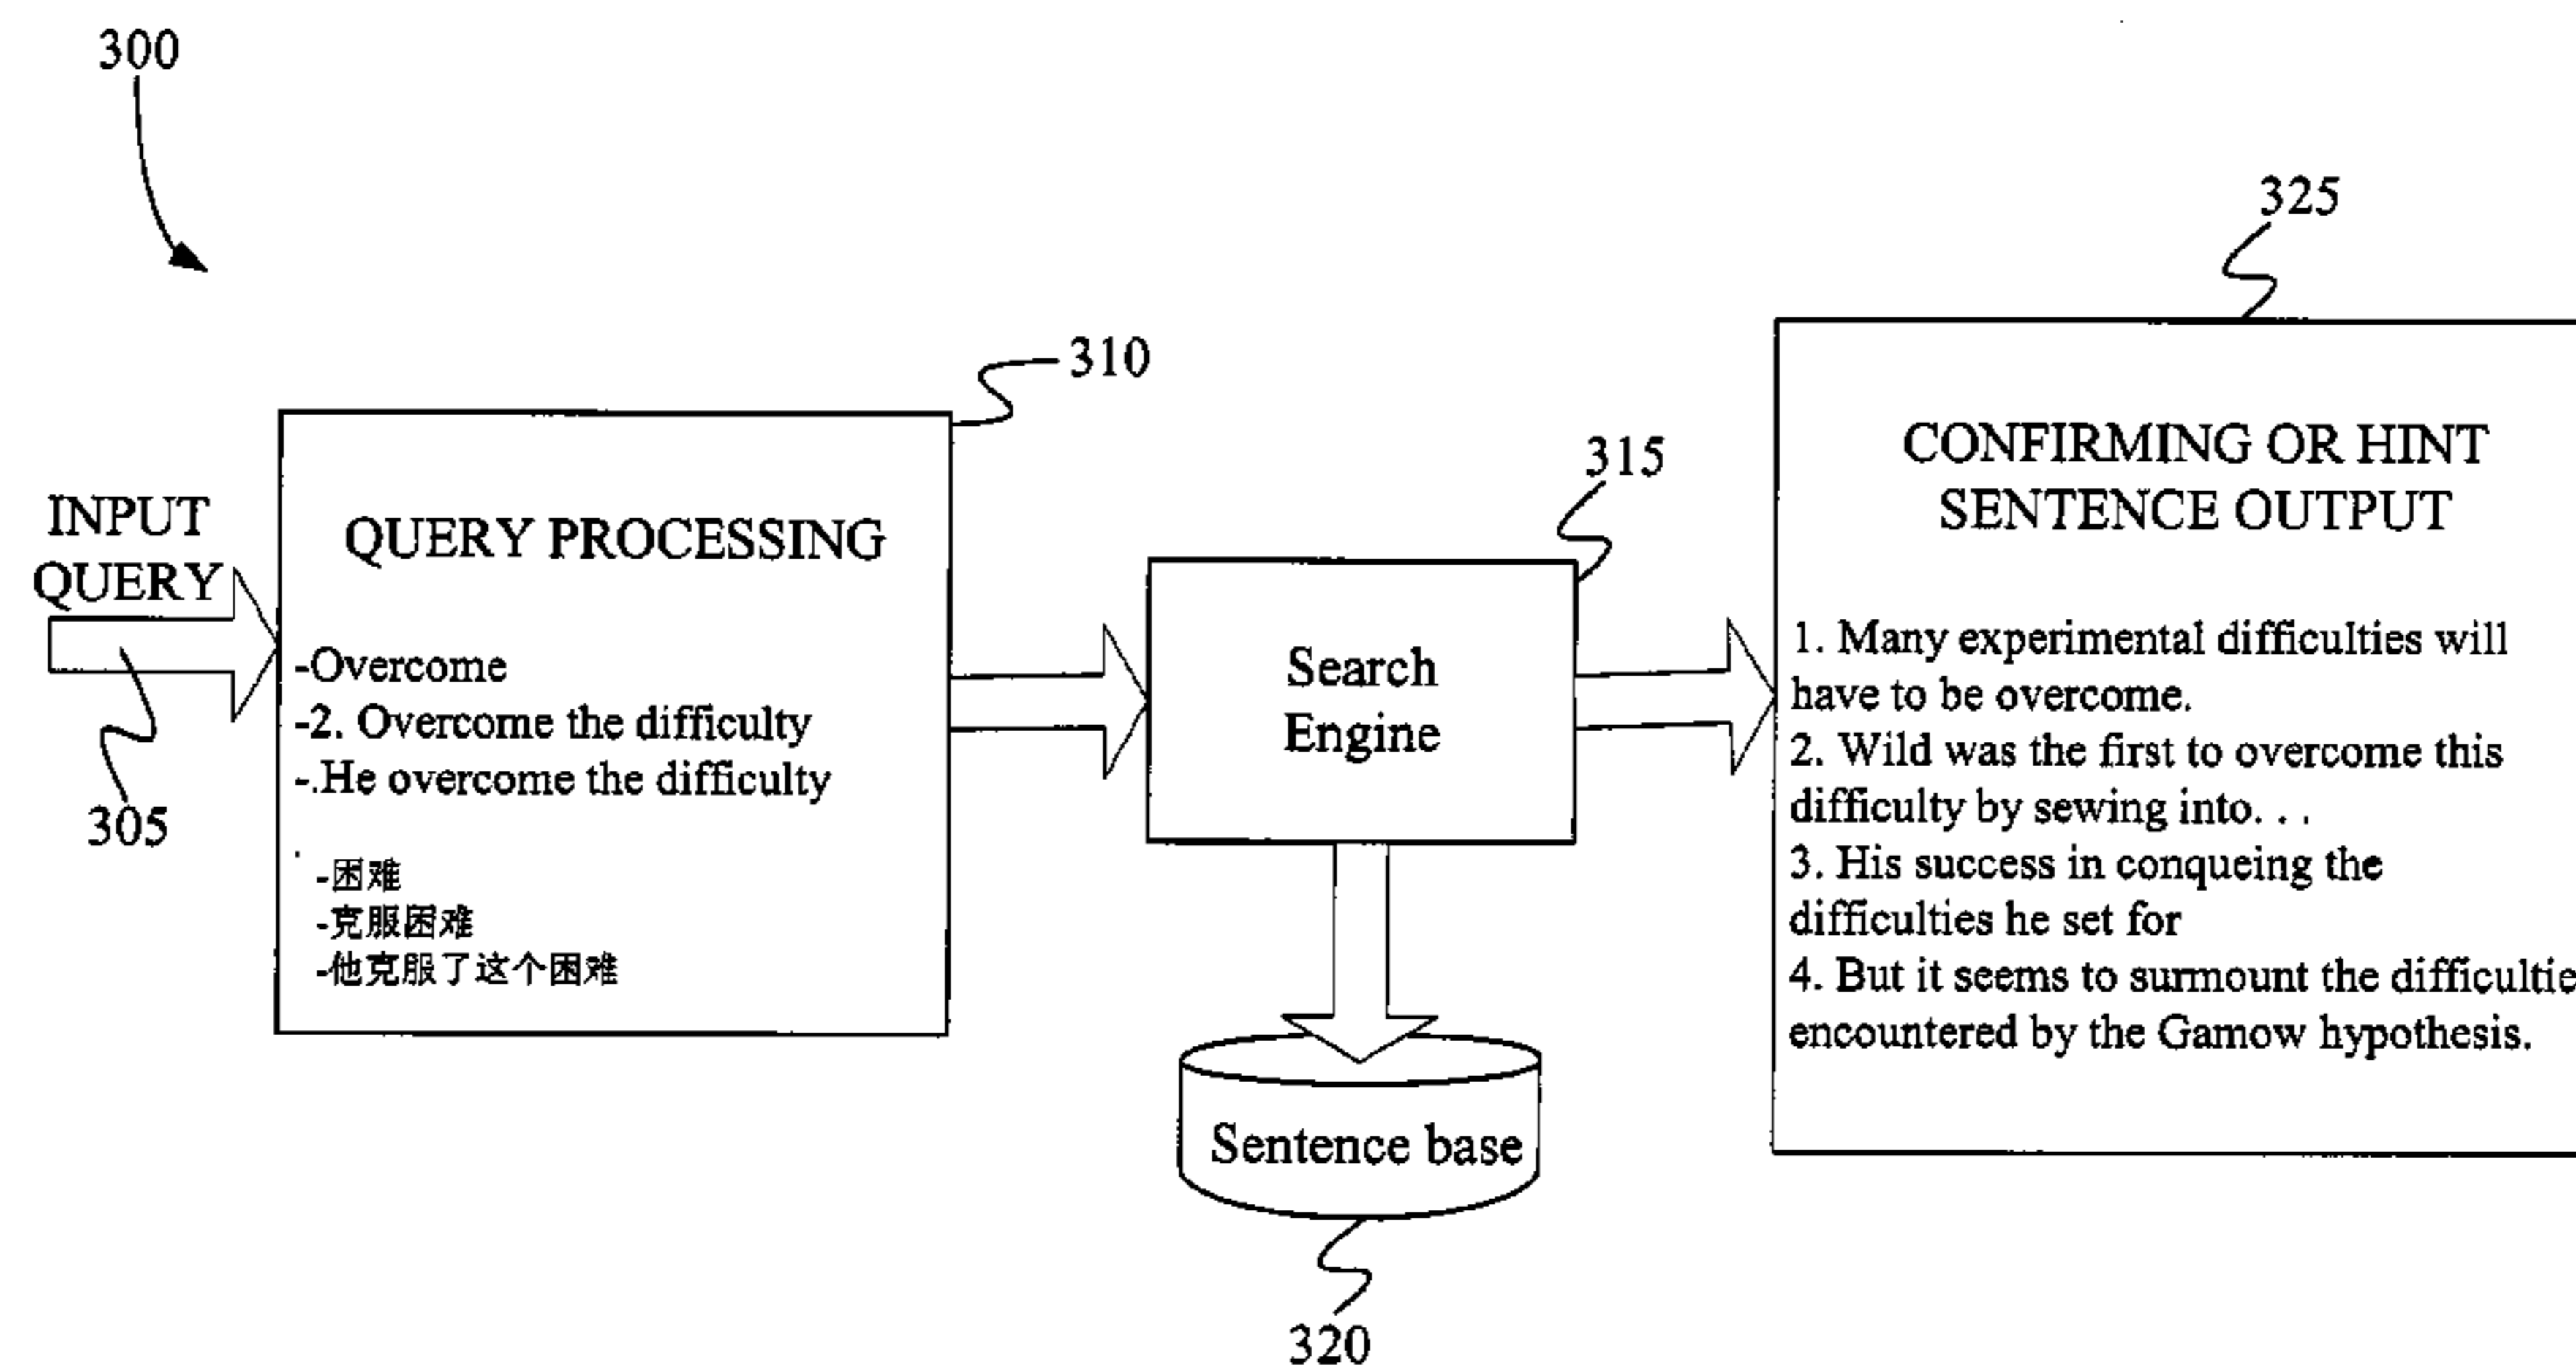 300
325
310
315
INPUT
QUERY
305
QUERY PROCESSING
-Overcome
-2. Overcome the difficulty
-.He overcome the difficulty
-困难
-克服困难
-他克服了这个困难
Search
Engine
Sentence base
320
CONFIRMING OR HINT
SENTENCE OUTPUT
1. Many experimental difficulties will
have to be overcome.
2. Wild was the first to overcome this
difficulty by sewing into. . .
3. His success in conqueing the
difficulties he set for
4. But it seems to surmount the difficultie
encountered by the Gamow hypothesis.